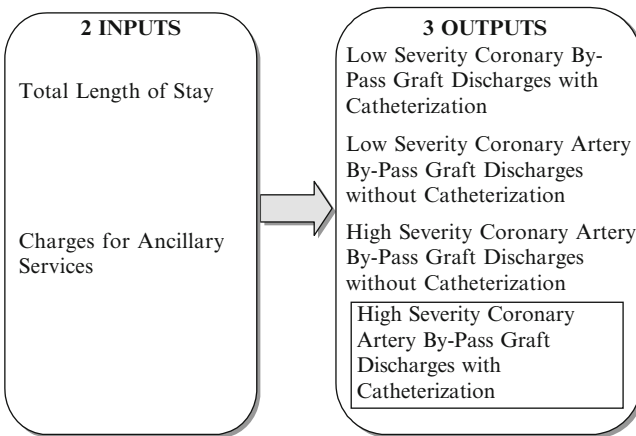 2 INPUTS
Total Length of Stay
Charges for Ancillary
Services
3 OUTPUTS
Low Severity Coronary By-
Pass Graft Discharges with
Catheterization
Low Severity Coronary Artery
By-Pass Graft Discharges
without Catheterization
High Severity Coronary Artery
By-Pass Graft Discharges
without Catheterization
High Severity Coronary
Artery By-Pass Graft
Discharges with
Catheterization